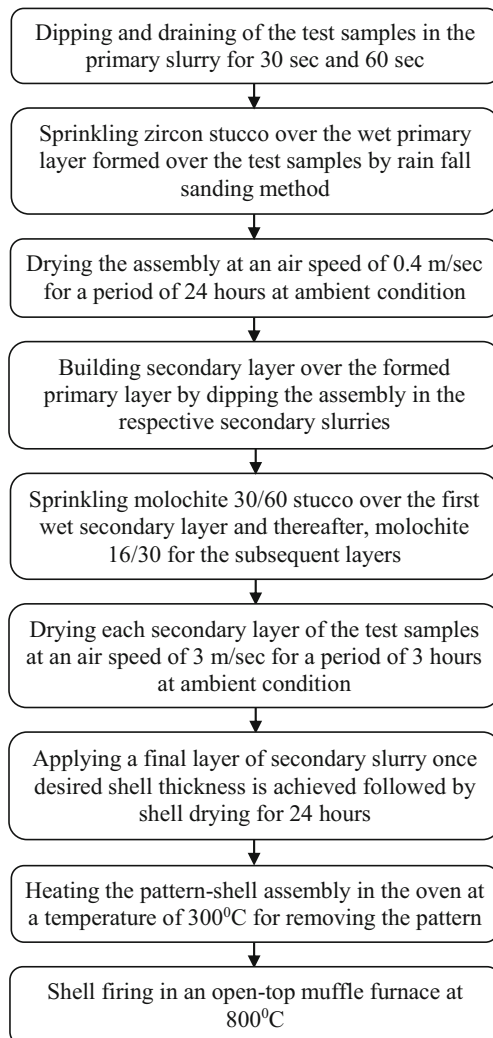 Dipping and draining of the test samples in the
primary slurry for 30 sec and 60 sec
Sprinkling zircon stucco over the wet primary
layer formed over the test samples by rain fall
sanding method
Drying the assembly at an air speed of 0.4 m/sec
for a period of 24 hours at ambient condition
Building secondary layer over the formed
primary layer by dipping the assembly in the
respective secondary slurries
Sprinkling molochite 30/60 stucco over the first
wet secondary layer and thereafter, molochite
16/30 for the subsequent layers
Drying each secondary layer of the test samples
at an air speed of 3 m/sec for a period of 3 hours
at ambient condition
Applying a final layer of secondary slurry once
desired shell thickness is achieved followed by
shell drying for 24 hours
Heating the pattern-shell assembly in the oven at
a temperature of 300⁰C for removing the pattern
Shell firing in an open-top muffle furnace at
800⁰C